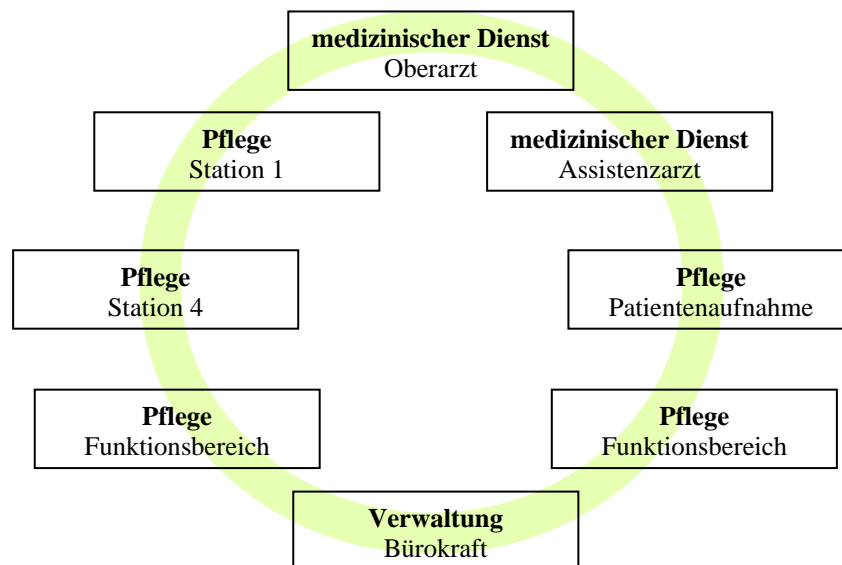 medizinischer Dienst
Oberarzt
Pflege
Station 1
medizinischer Dienst
Assistenzarzt
Pflege
Station 4
Pflege
Patientenaufnahme
Pflege
Funktionsbereich
Pflege
Funktionsbereich
Verwaltung
Bürokraft